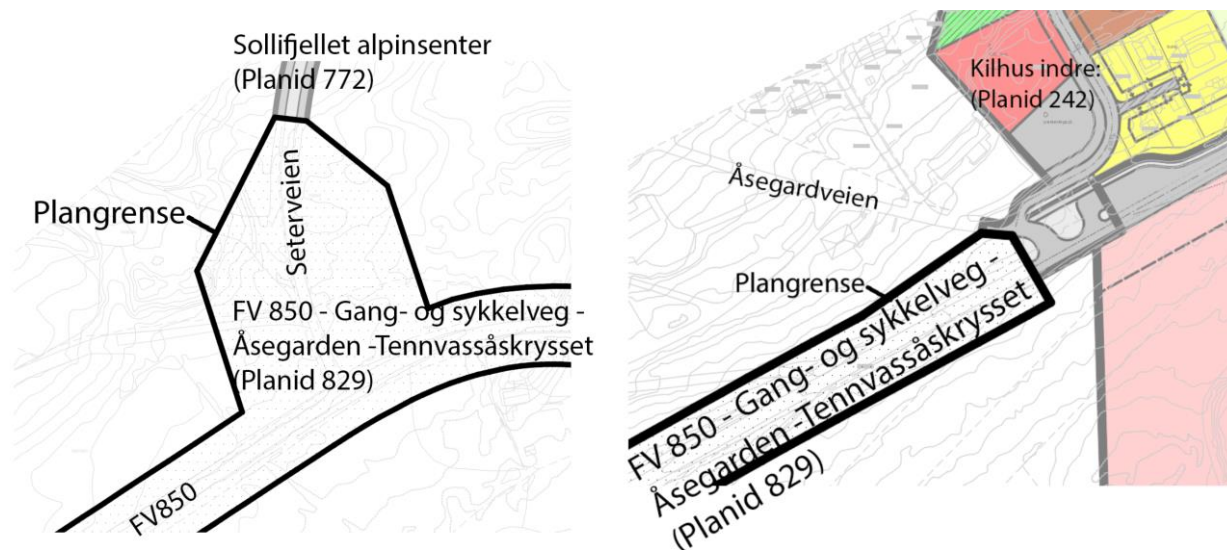 Sollifjellet alpinsenter
(Planid 772)
Plangrense
Seterveien
FV 850 - Gang- og sykkelveg -
Åsegarden -Tennvassåskrysset
(Planid 829)
FV850
Kilhus indre:
(Planid 242)
Åsegardveien
Plangrense
FV 850 - Gang- og sykkelveg -
Åsegarden -Tennvassåskrysset
(Planid 829)